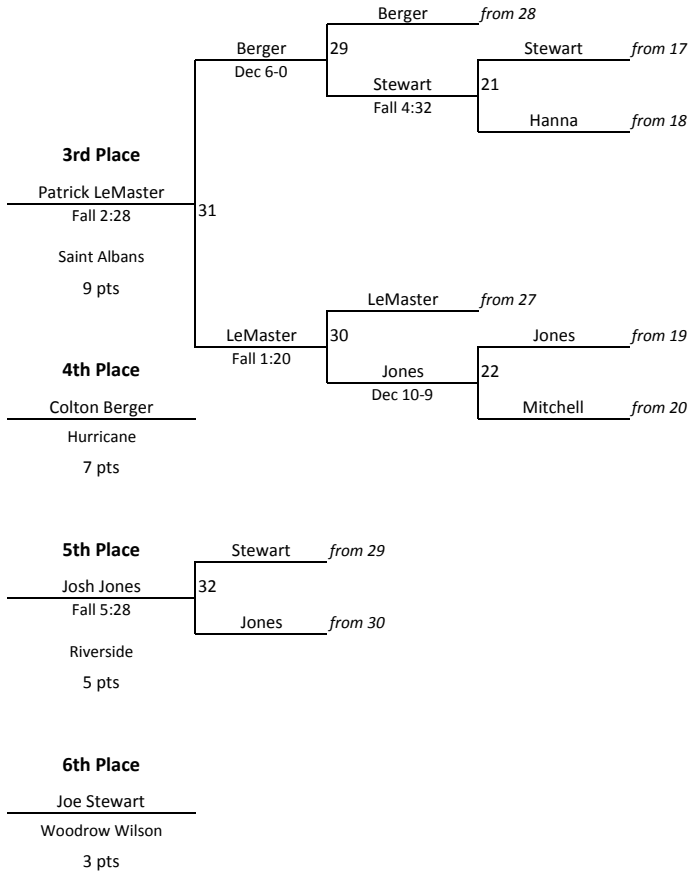 Berger from 28
Berger 29 Stewart from 17
Dec 6-0
Stewart 21
Fall 4:32
Hanna from 18
3rd Place
Patrick LeMaster
Fall 2:28 31
Saint Albans
9 pts
LeMaster from 27
LeMaster 30 Jones from 19
Fall 1:20
4th Place
Jones 22
Dec 10-9
Colton Berger Mitchell from 20
Hurricane
7 pts
5th Place Stewart from 29
Josh Jones 32
Fall 5:28
Jones from 30
Riverside
5 pts
6th Place
Joe Stewart
Woodrow Wilson
3 pts